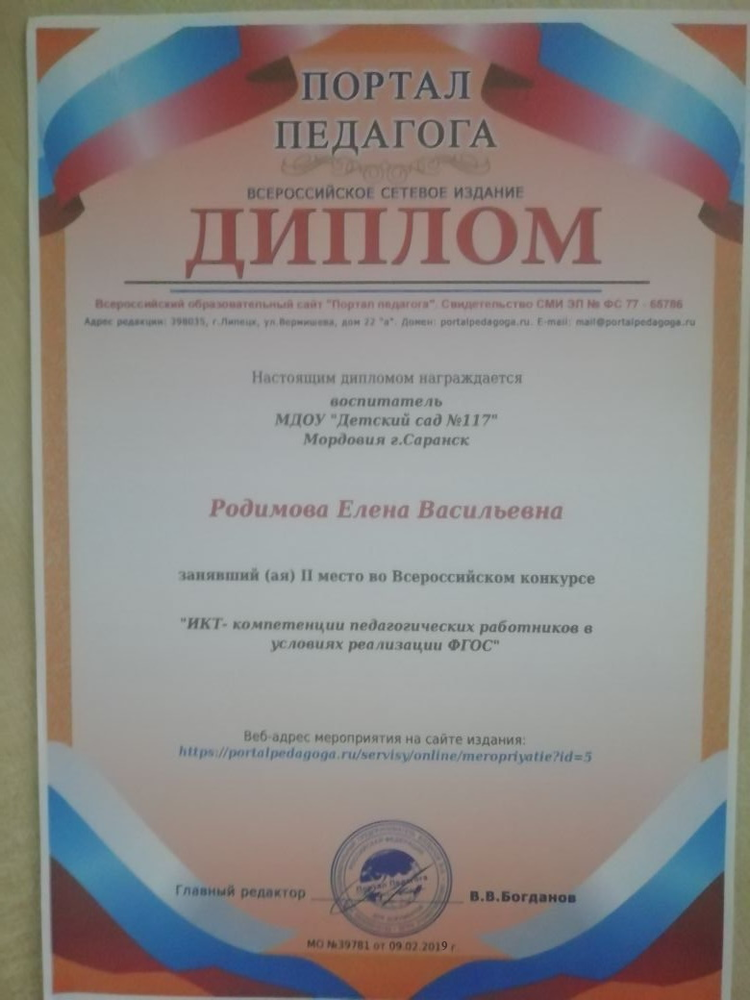 ПОРТАЛ
ПЕДАГОГА
ВСЕРОССИЙСКОЕ СЕТЕВОЕ ИЗДАНИЕ
ДИПЛОМ
Всероссийский образовательный сайт "Портал педагога". Свидетельство СМИ ЭЛ № ФС 77 - 65786
Адрес редакции: 398035, г.Липецк, ул.Вермишева, дом 22 "а". Домен: portalpedagoga.ru. E-mail: mail@portalpedagoga.ru
Настоящим дипломом награждается
воспитатель
МДОУ "Детский сад №117"
Мордовия г.Саранск
Родимова Елена Васильевна
занявший (ая) II место во Всероссийском конкурсе
"ИКТ- компетенции педагогических работников в
условиях реализации ФГОС"
Веб-адрес мероприятия на сайте издания:
https://portalpedagoga.ru/servisy/online/meropriyatie?id=5
Портал Педагога
Главный редактор
В.В.Богданов
МО №39781 от 09.02.2019 г.